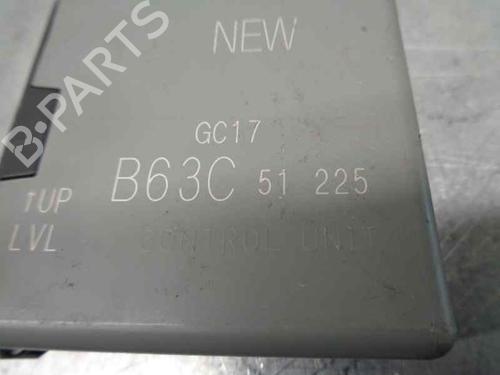 NEW
GC17
B63C 51 225
↑UP
LVL
CONTROL UNIT
B-PARTS